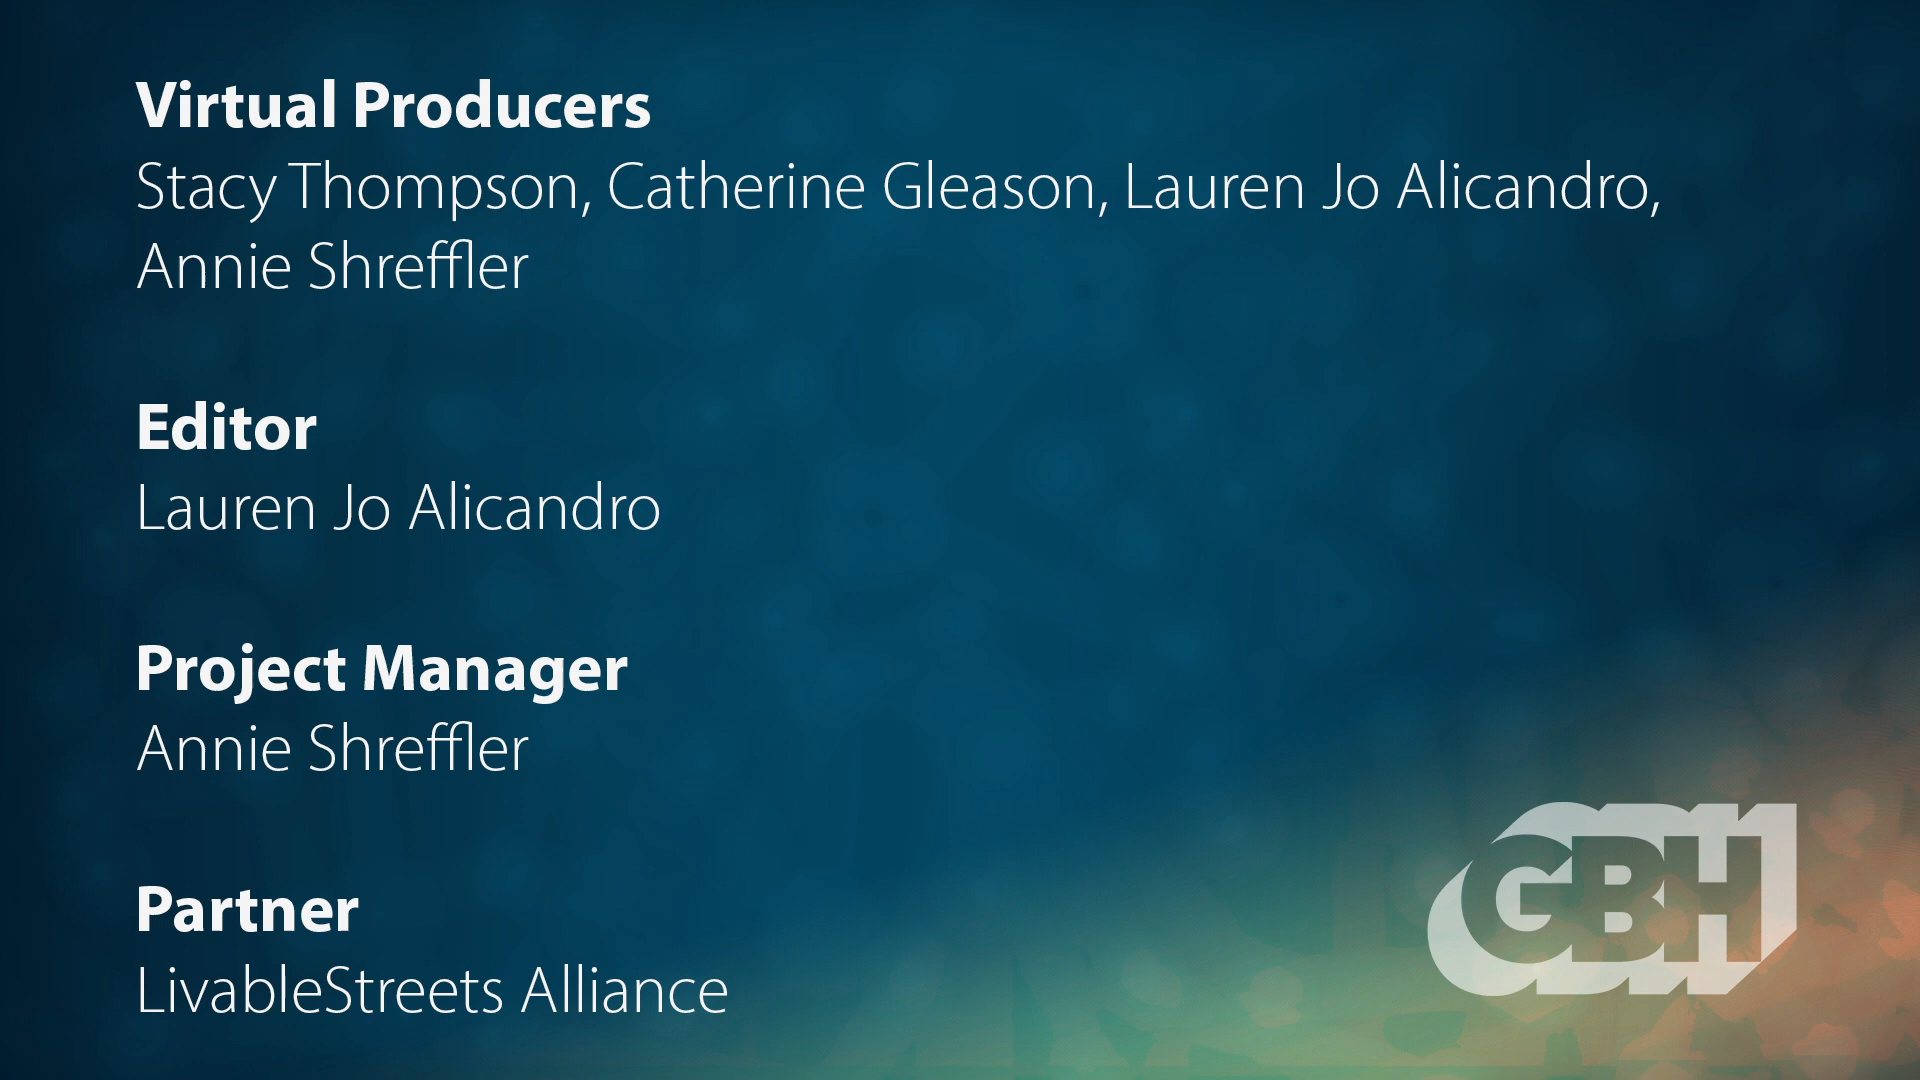 Virtual Producers
Stacy Thompson, Catherine Gleason, Lauren Jo Alicandro,
Annie Shreffler
Editor
Lauren Jo Alicandro
Project Manager
Annie Shreffler
Partner
LivableStreets Alliance
GBH